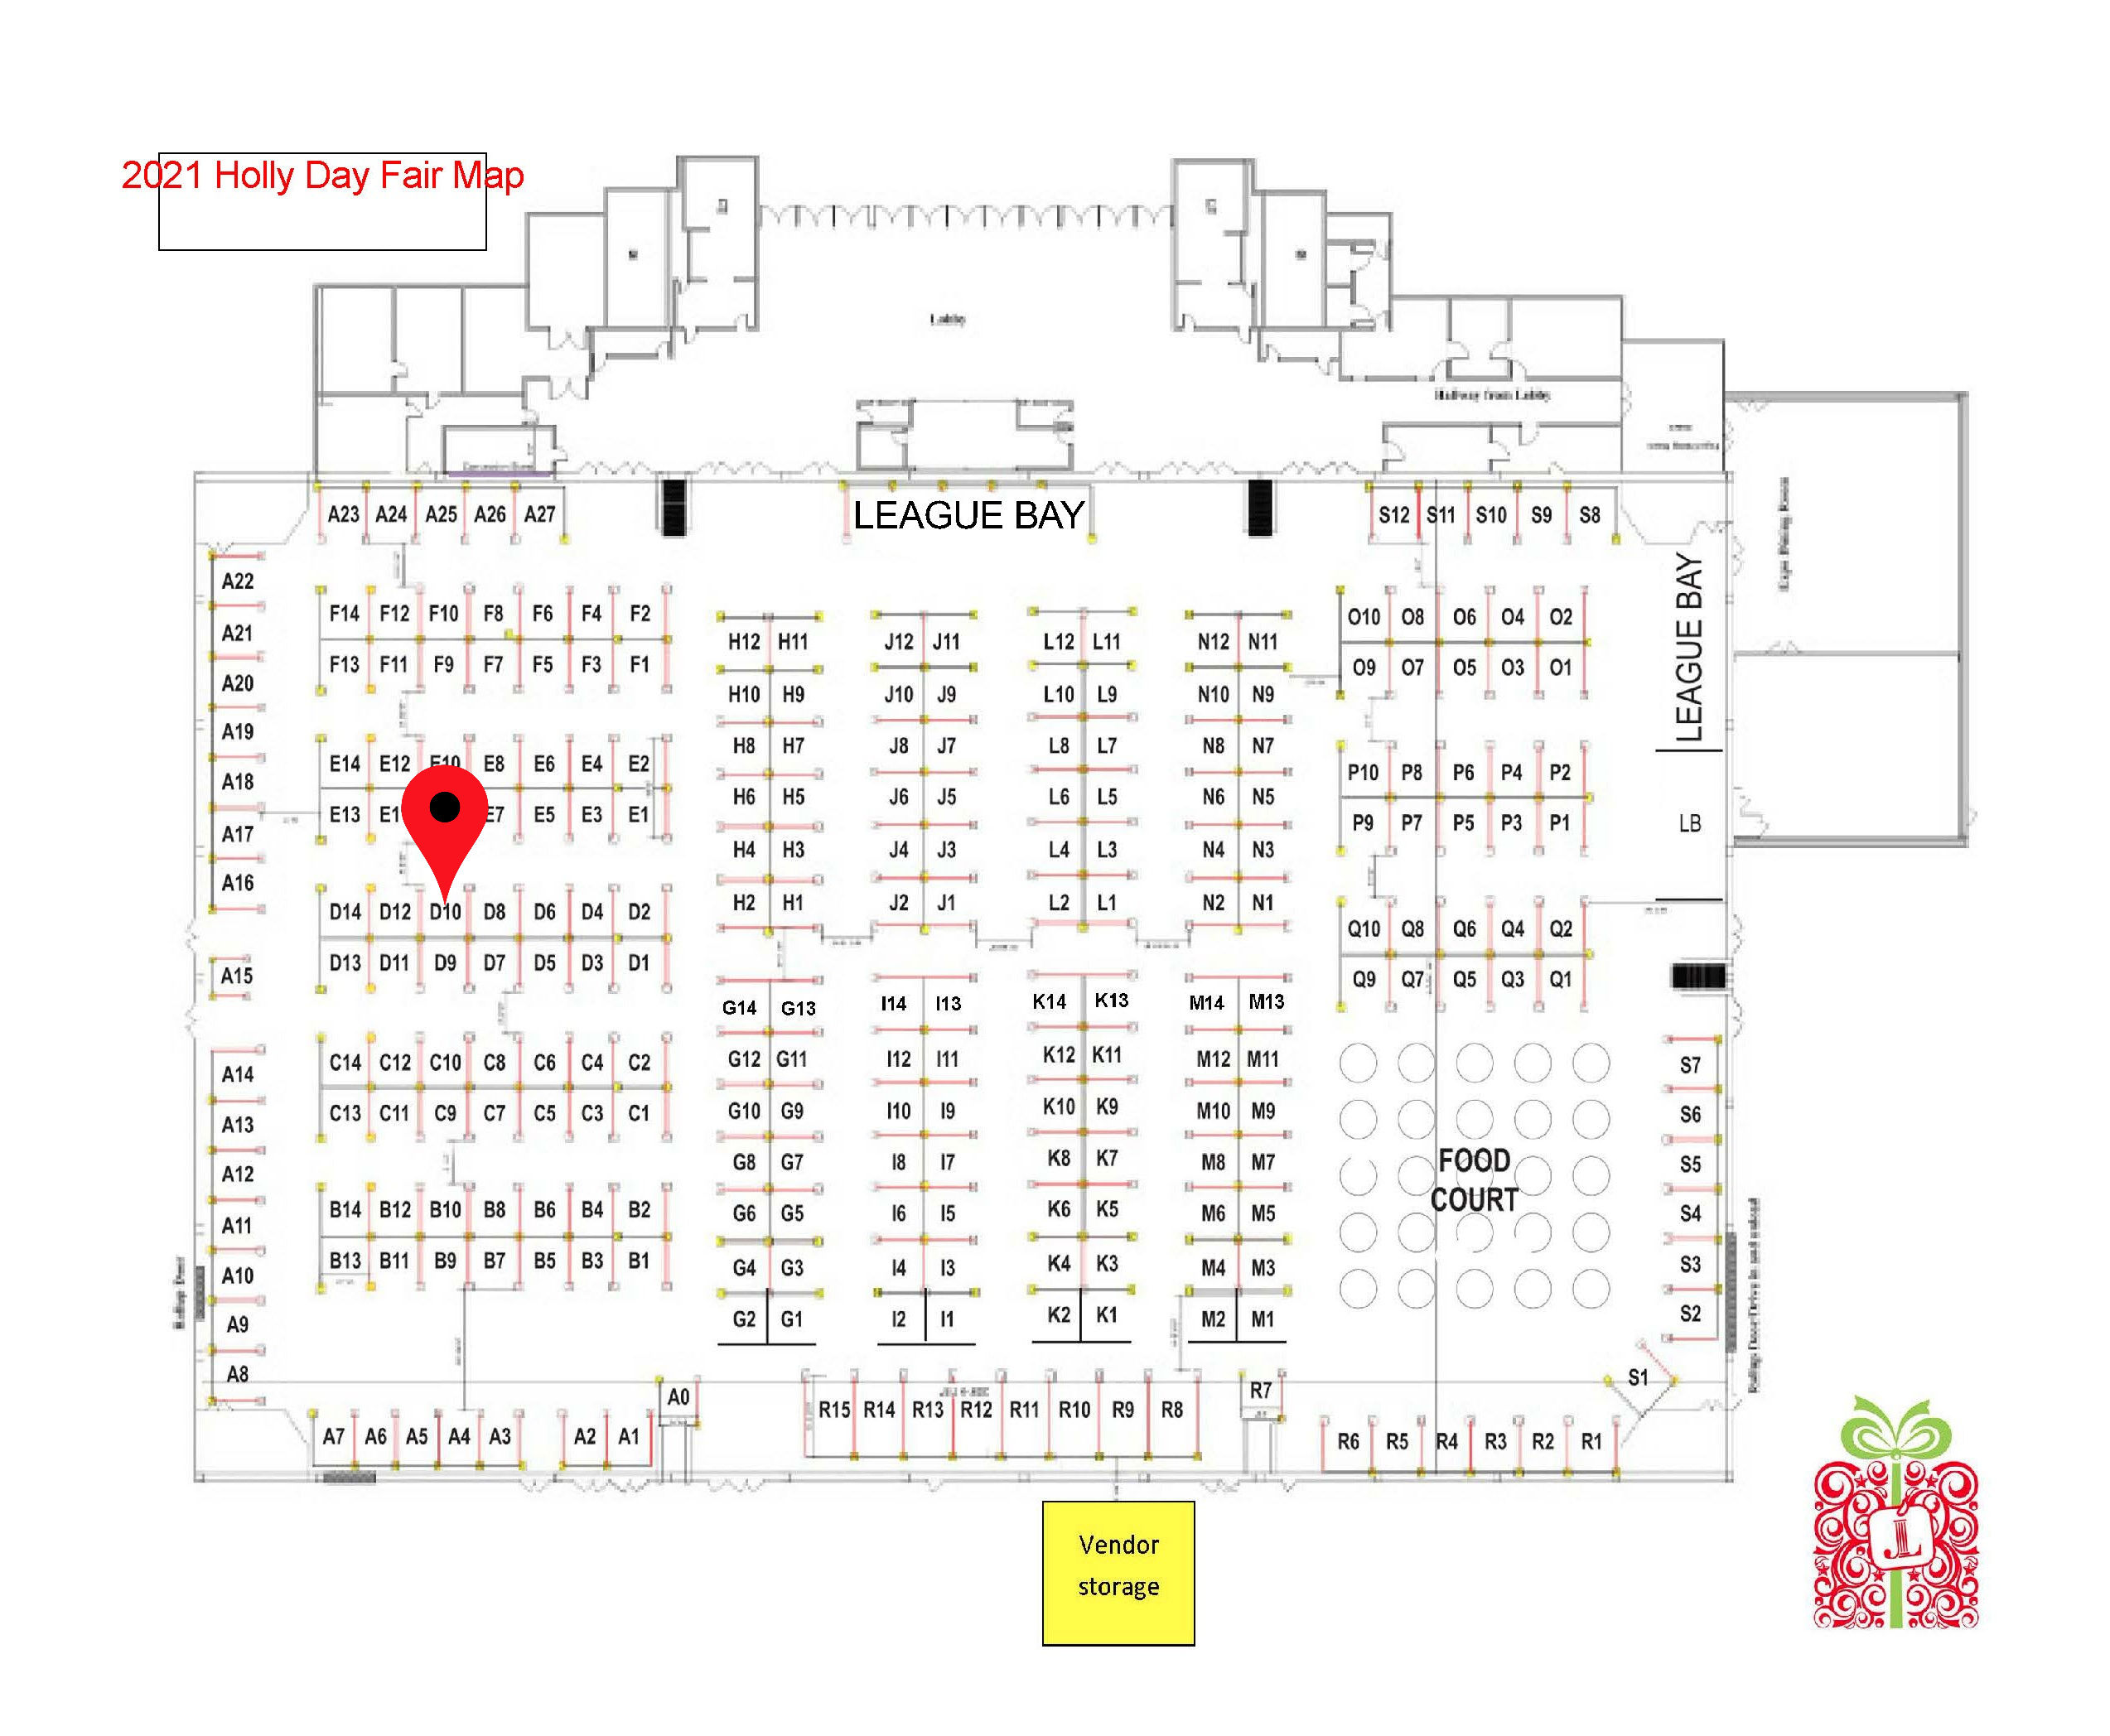 2021 Holly Day Fair Map
Lobby
Hallway from Lobby
LEAGUE BAY
A23 A24 A25 A26 A27
S12 S11 S10 S9 S8
A22
A21
A20
A19
A18
A17
A16
A15
A14
A13
A12
A11
A10
A9
A8
F14 F12 F10 F8 F6 F4 F2
F13 F11 F9 F7 F5 F3 F1
E14 E12 E10 E8 E6 E4 E2
E13 E1 E7 E5 E3 E1
D14 D12 D10 D8 D6 D4 D2
D13 D11 D9 D7 D5 D3 D1
C14 C12 C10 C8 C6 C4 C2
C13 C11 C9 C7 C5 C3 C1
B14 B12 B10 B8 B6 B4 B2
B13 B11 B9 B7 B5 B3 B1
H12 H11
H10 H9
H8 H7
H6 H5
H4 H3
H2 H1
G14 G13
G12 G11
G10 G9
G8 G7
G6 G5
G4 G3
G2 G1
J12 J11
J10 J9
J8 J7
J6 J5
J4 J3
J2 J1
I14 I13
I12 I11
I10 I9
I8 I7
I6 I5
I4 I3
I2 I1
L12 L11
L10 L9
L8 L7
L6 L5
L4 L3
L2 L1
K14 K13
K12 K11
K10 K9
K8 K7
K6 K5
K4 K3
K2 K1
N12 N11
N10 N9
N8 N7
N6 N5
N4 N3
N2 N1
M14 M13
M12 M11
M10 M9
M8 M7
M6 M5
M4 M3
M2 M1
O10 O8 O6 O4 O2
O9 O7 O5 O3 O1
P10 P8 P6 P4 P2
P9 P7 P5 P3 P1
Q10 Q8 Q6 Q4 Q2
Q9 Q7 Q5 Q3 Q1
LEAGUE BAY
LB
FOOD
COURT
S7
S6
S5
S4
S3
S2
S1
A7 A6 A5 A4 A3 A2 A1
A0
R15 R14 R13 R12 R11 R10 R9 R8
R7
R6 R5 R4 R3 R2 R1
Vendor
storage
JL